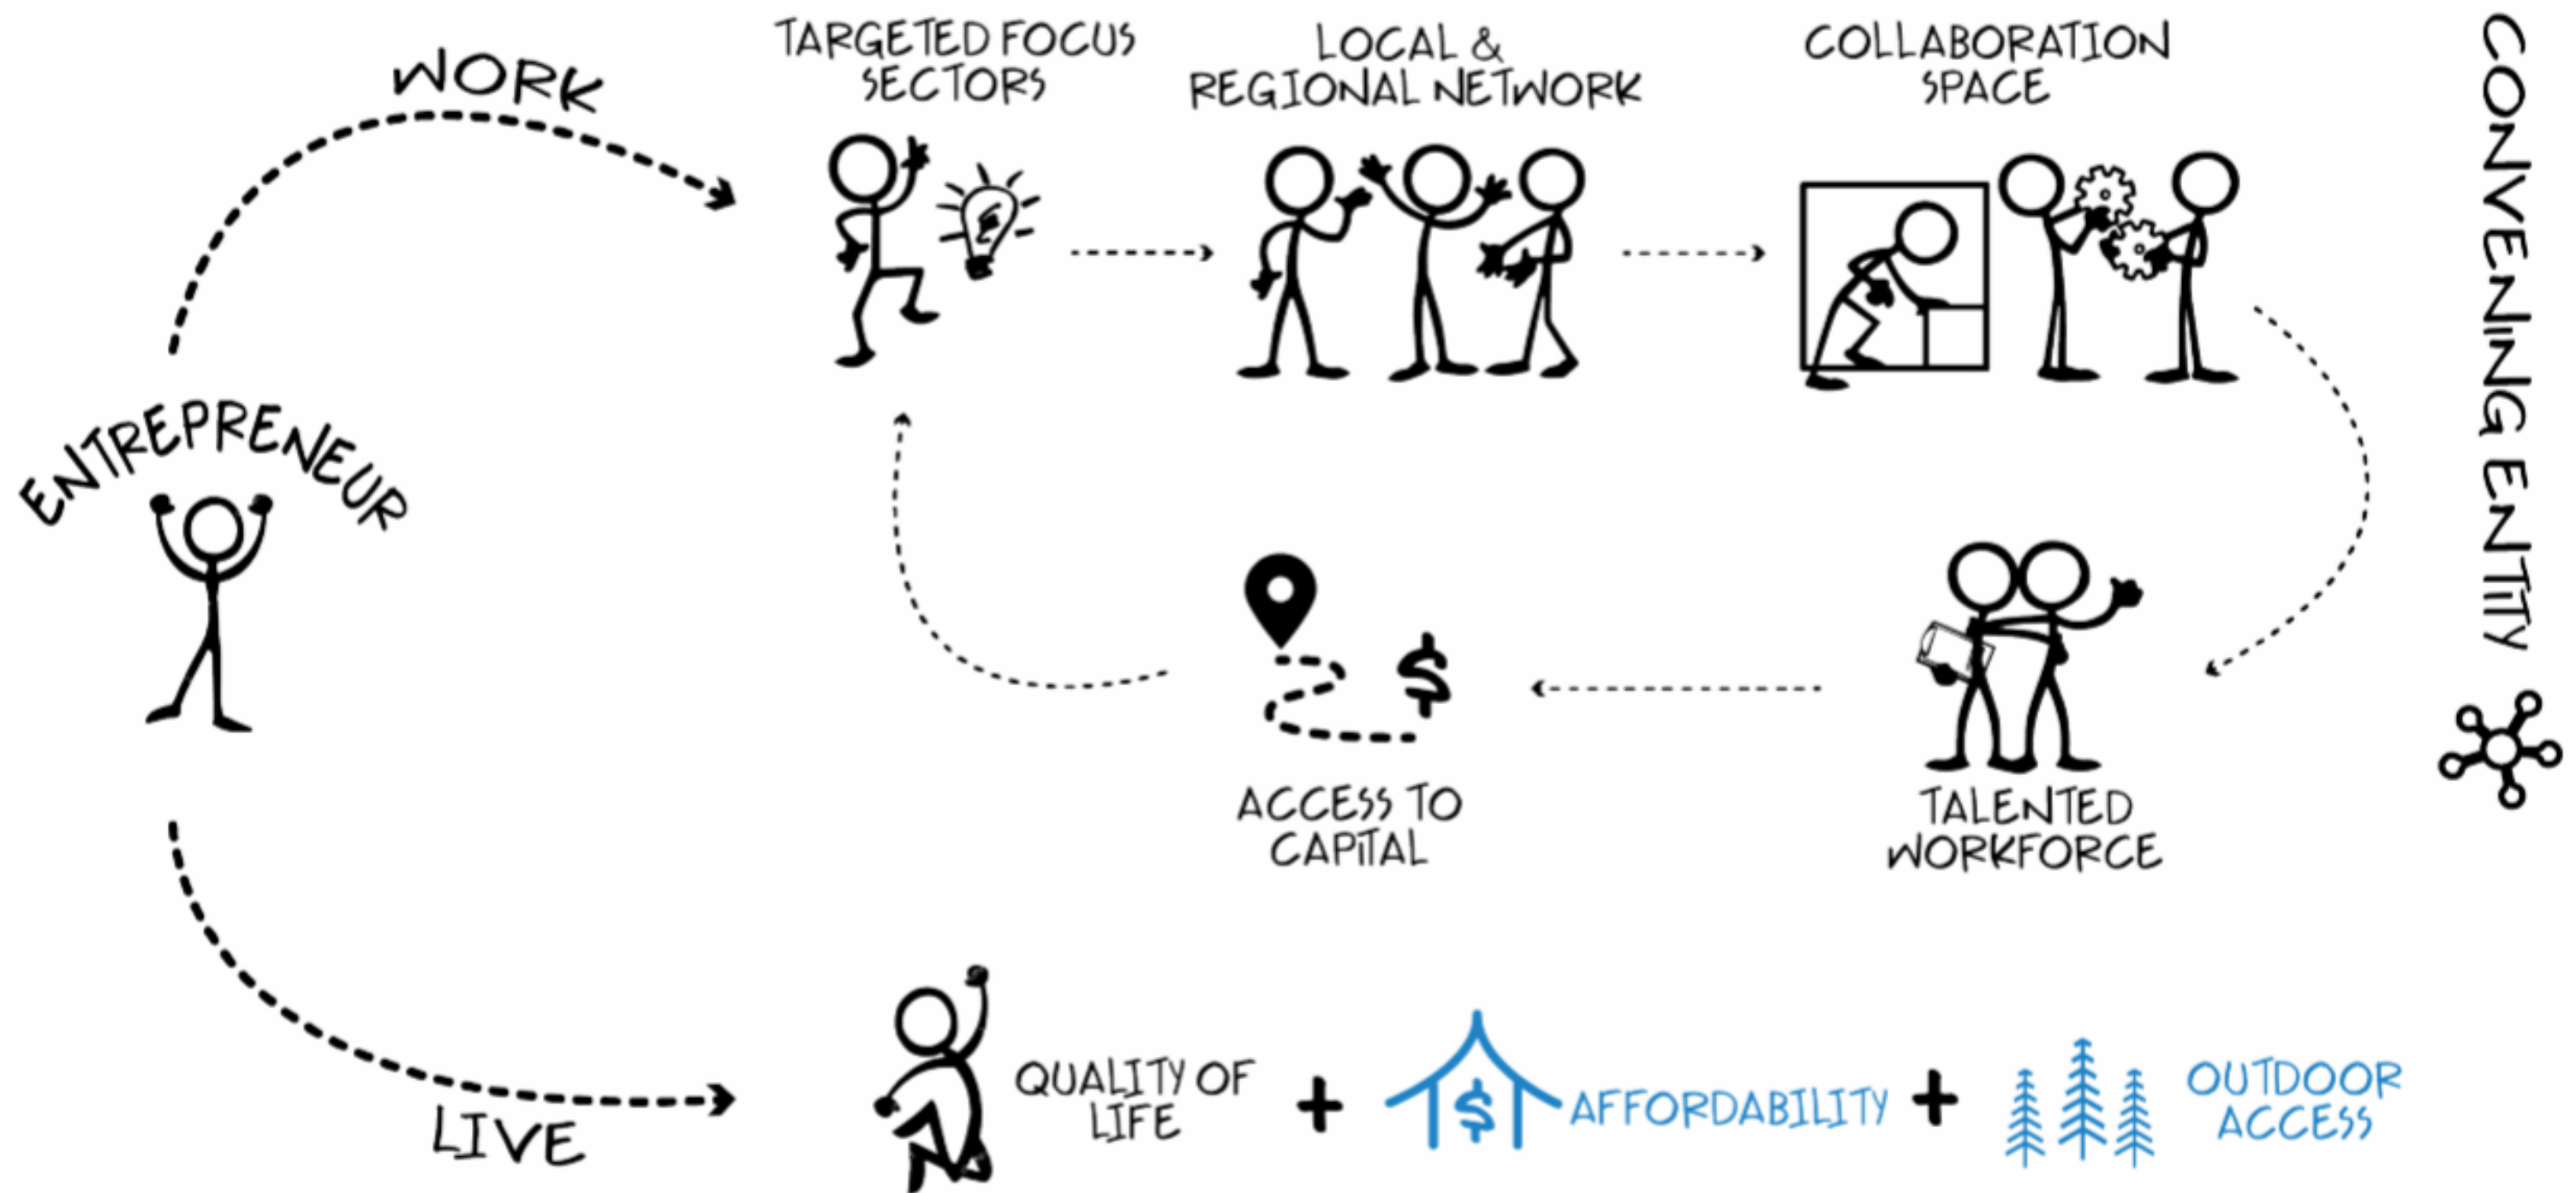 WORK
TARGETED FOCUS
SECTORS
LOCAL &
REGIONAL NETWORK
COLLABORATION
SPACE
CONVENING ENTITY
ENTREPRENEUR
$
ACCESS TO
CAPITAL
TALENTED
WORKFORCE
LIVE
QUALITY OF
LIFE
+
$
AFFORDABILITY
+
OUTDOOR
ACCESS